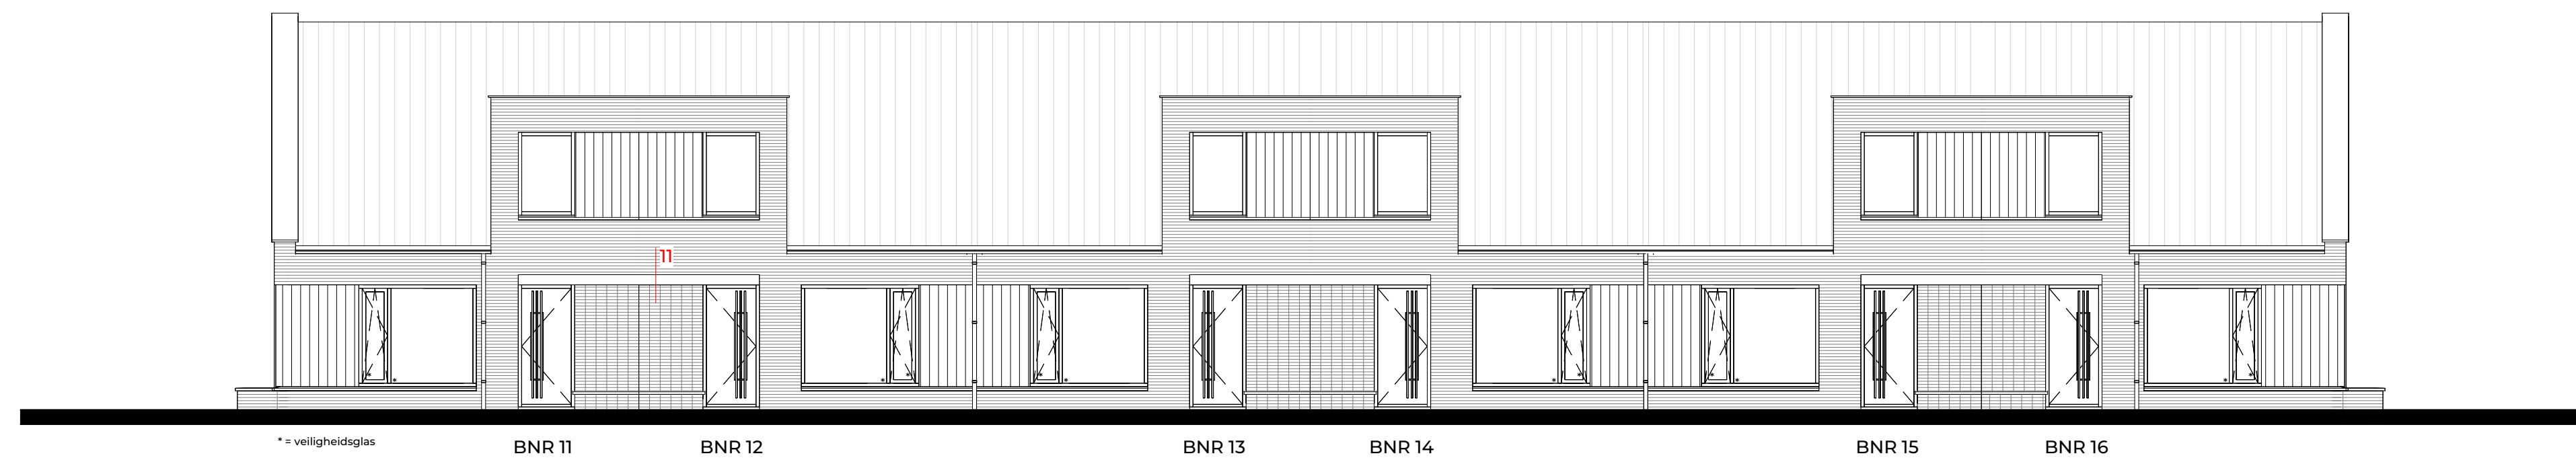 11
* = veiligheidsglas
BNR 11
BNR 12
BNR 13
BNR 14
BNR 15
BNR 16